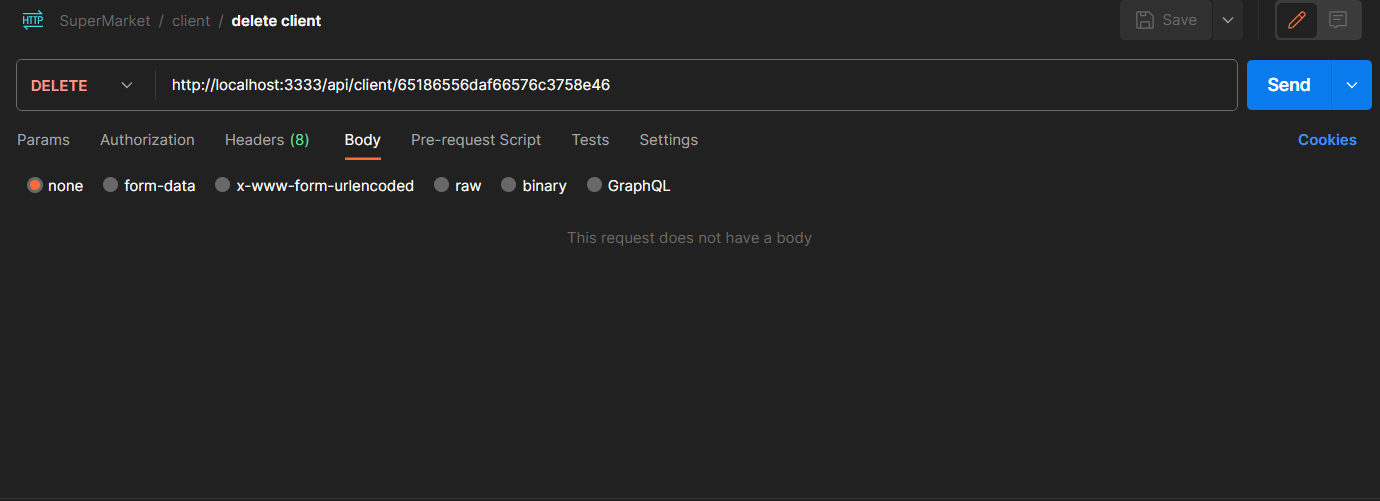 HTTP SuperMarket / client / delete client Save
DELETE http://localhost:3333/api/client/65186556daf66576c3758e46 Send
Params Authorization Headers (8) Body Pre-request Script Tests Settings Cookies
none form-data x-www-form-urlencoded raw binary GraphQL
This request does not have a body